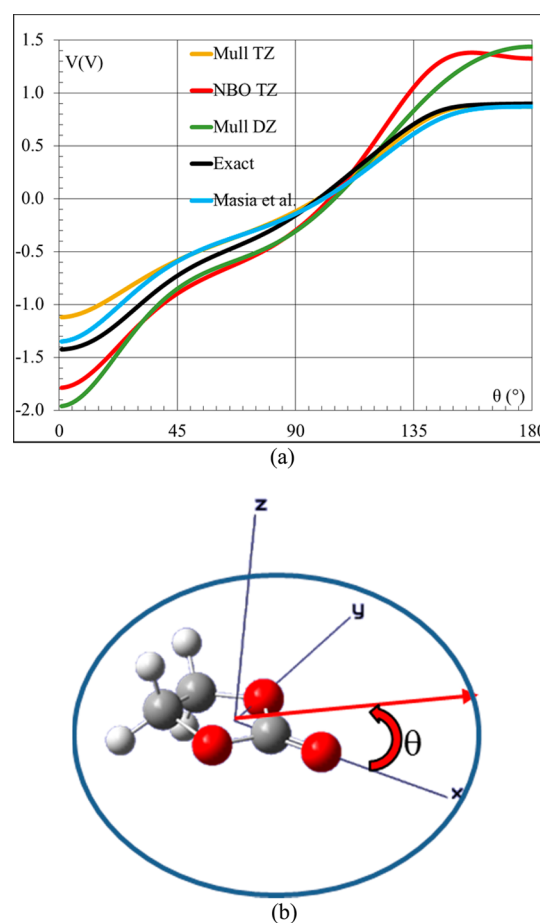 1.5
V(V)
Mull TZ
1.0
NBO TZ
Mull DZ
0.5
Exact
0.0
Masia et al.
-0.5
-1.0
-1.5
θ (°)
-2.0
0 45 90 135 180
(a)
z
y
θ
x
(b)